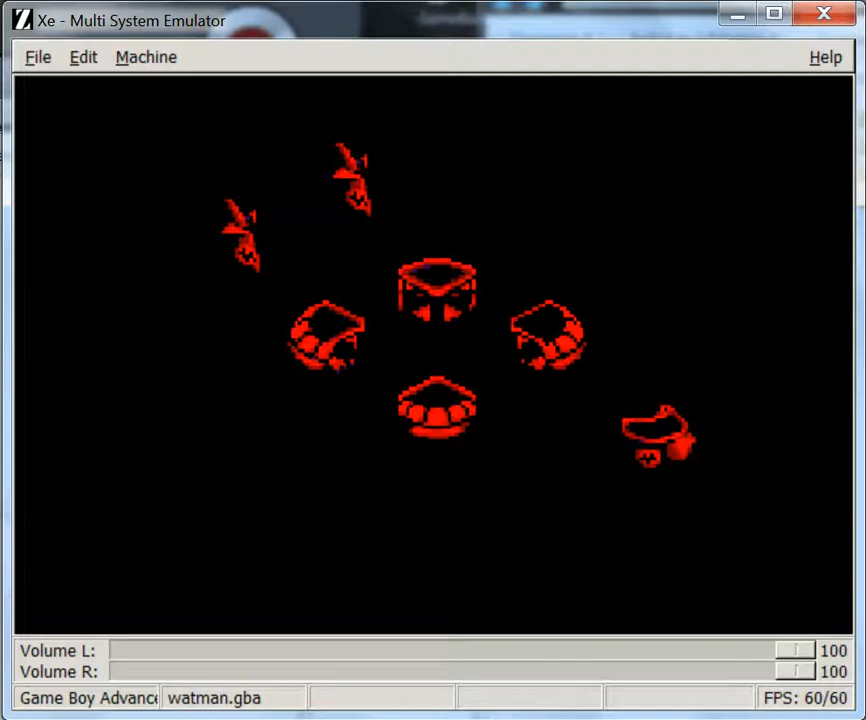 Xe - Multi System Emulator
File Edit Machine Help
Volume L: 100
Volume R: 100
Game Boy Advance watman.gba FPS: 60/60